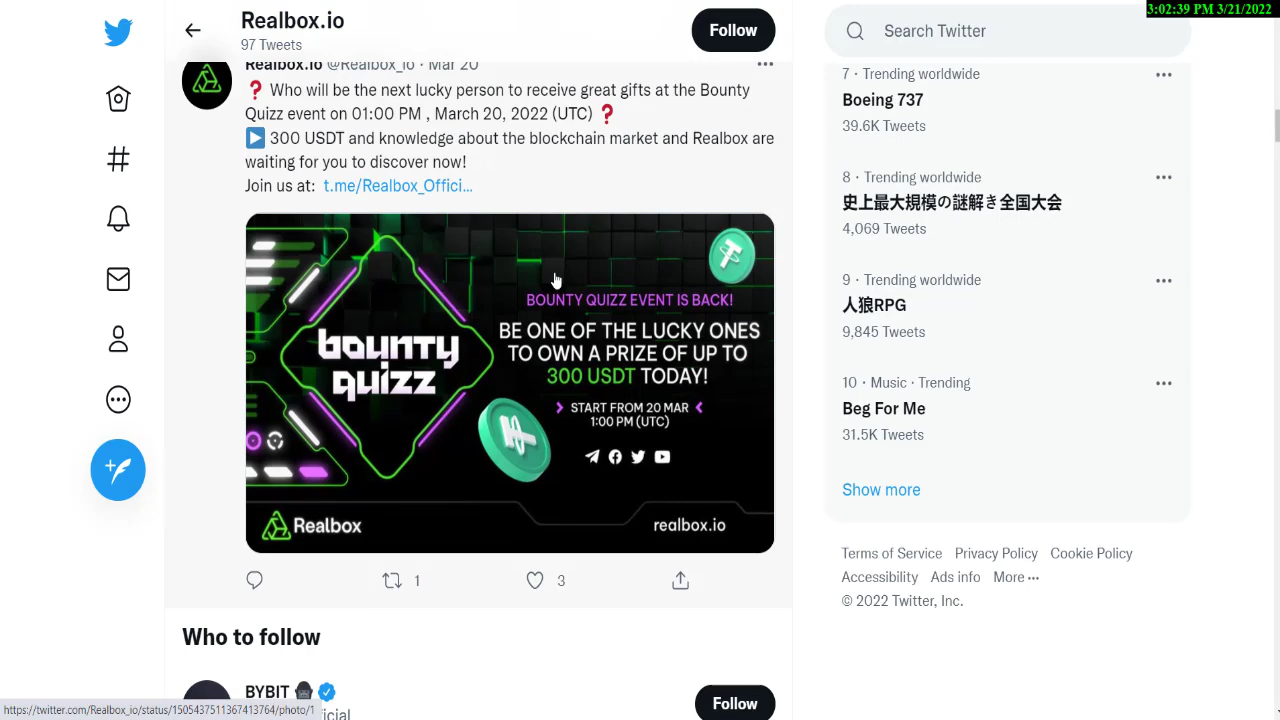 3:02:39 PM 3/21/2022
Realbox.io
97 Tweets
Follow
Search Twitter
Realbox.io @Realbox_io · Mar 20
❓ Who will be the next lucky person to receive great gifts at the Bounty
Quizz event on 01:00 PM , March 20, 2022 (UTC) ❓
▶ 300 USDT and knowledge about the blockchain market and Realbox are
waiting for you to discover now!
Join us at: t.me/Realbox_Offici…
bounty
quizz
BOUNTY QUIZZ EVENT IS BACK!
BE ONE OF THE LUCKY ONES
TO OWN A PRIZE OF UP TO
300 USDT TODAY!
START FROM 20 MAR
1:00 PM (UTC)
Realbox
realbox.io
1
3
Who to follow
BYBIT
icial
Follow
7 · Trending worldwide
Boeing 737
39.6K Tweets
8 · Trending worldwide
史上最大規模の謎解き全国大会
4,069 Tweets
9 · Trending worldwide
人狼RPG
9,845 Tweets
10 · Music · Trending
Beg For Me
31.5K Tweets
Show more
Terms of Service Privacy Policy Cookie Policy
Accessibility Ads info More ···
© 2022 Twitter, Inc.
https://twitter.com/Realbox_io/status/1505437511367413764/photo/1